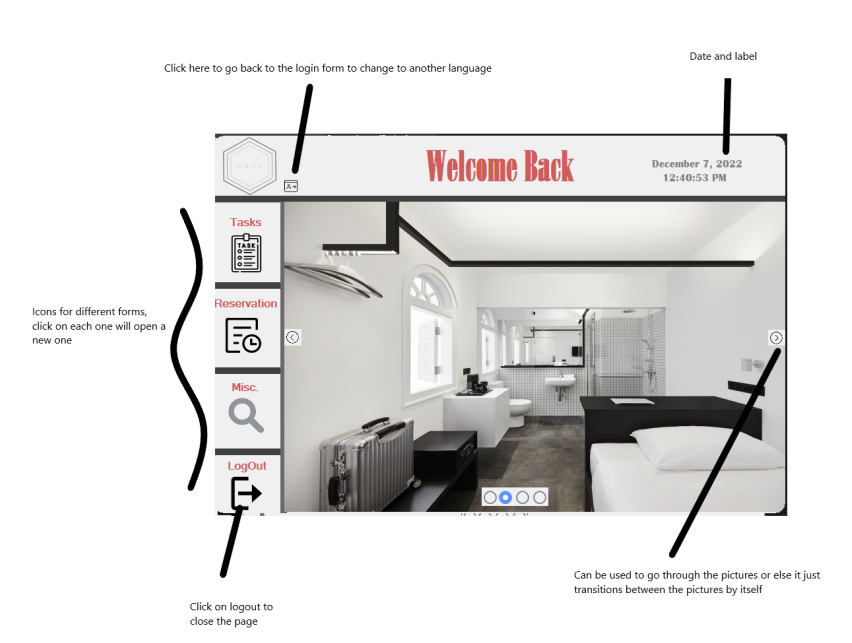 Date and label
Click here to go back to the login form to change to another language
Welcome Back
December 7, 2022
12:40:53 PM
Tasks
TASK
Reservation
Icons for different forms,
click on each one will open a
new one
Misc.
LogOut
Can be used to go through the pictures or else it just
transitions between the pictures by itself
Click on logout to
close the page